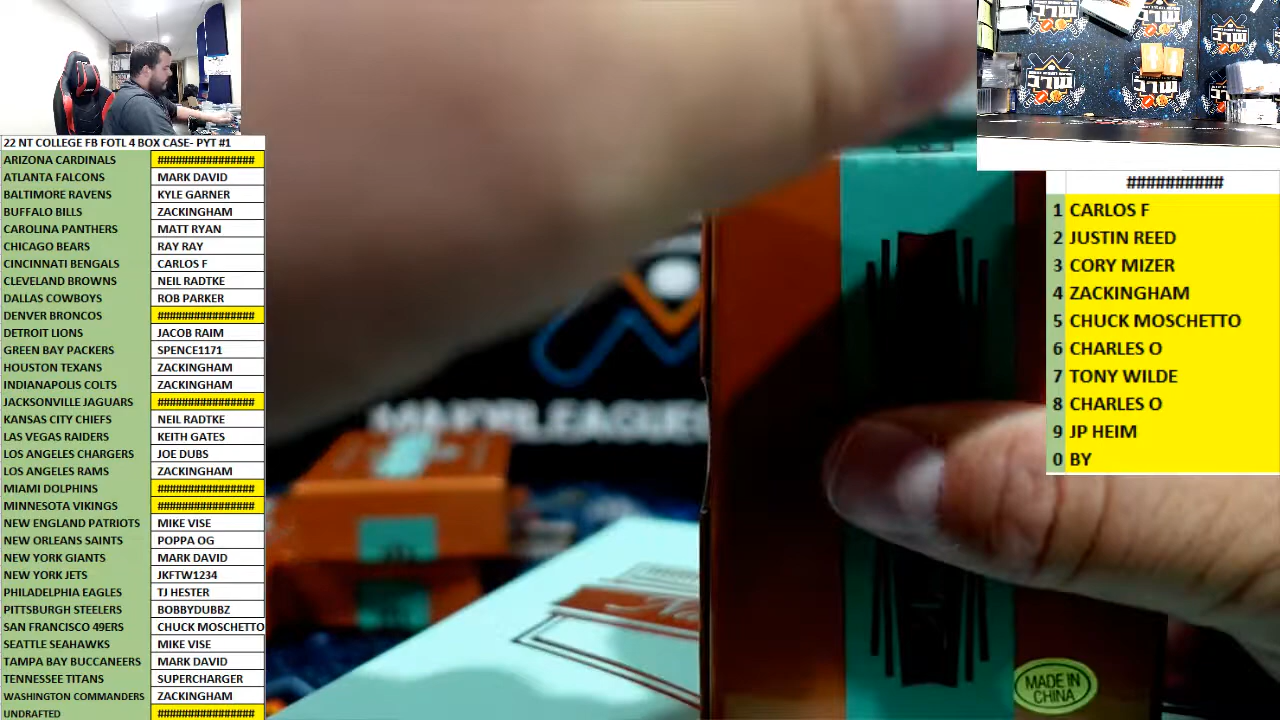 22 NT COLLEGE FB FOTL 4 BOX CASE- PYT #1
ARIZONA CARDINALS ################
ATLANTA FALCONS MARK DAVID
BALTIMORE RAVENS KYLE GARNER
BUFFALO BILLS ZACKINGHAM
CAROLINA PANTHERS MATT RYAN
CHICAGO BEARS RAY RAY
CINCINNATI BENGALS CARLOS F
CLEVELAND BROWNS NEIL RADTKE
DALLAS COWBOYS ROB PARKER
DENVER BRONCOS ################
DETROIT LIONS JACOB RAIM
GREEN BAY PACKERS SPENCE1171
HOUSTON TEXANS ZACKINGHAM
INDIANAPOLIS COLTS ZACKINGHAM
JACKSONVILLE JAGUARS ################
KANSAS CITY CHIEFS NEIL RADTKE
LAS VEGAS RAIDERS KEITH GATES
LOS ANGELES CHARGERS JOE DUBS
LOS ANGELES RAMS ZACKINGHAM
MIAMI DOLPHINS ################
MINNESOTA VIKINGS ################
NEW ENGLAND PATRIOTS MIKE VISE
NEW ORLEANS SAINTS POPPA OG
NEW YORK GIANTS MARK DAVID
NEW YORK JETS JKFTW1234
PHILADELPHIA EAGLES TJ HESTER
PITTSBURGH STEELERS BOBBYDUBBZ
SAN FRANCISCO 49ERS CHUCK MOSCHETTO
SEATTLE SEAHAWKS MIKE VISE
TAMPA BAY BUCCANEERS MARK DAVID
TENNESSEE TITANS SUPERCHARGER
WASHINGTON COMMANDERS ZACKINGHAM
UNDRAFTED ################
MAJORLEAGUE
MADE IN
CHINA
##########
1 CARLOS F
2 JUSTIN REED
3 CORY MIZER
4 ZACKINGHAM
5 CHUCK MOSCHETTO
6 CHARLES O
7 TONY WILDE
8 CHARLES O
9 JP HEIM
0 BY